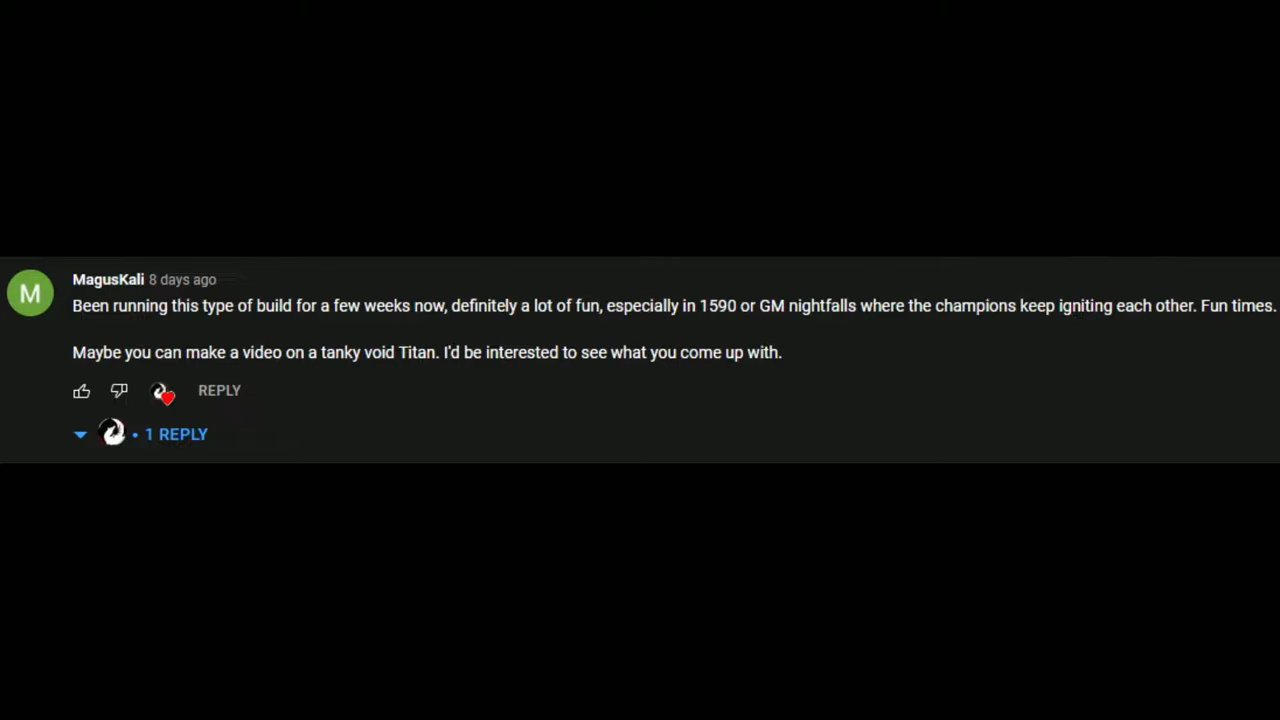 M
MagusKali 8 days ago
Been running this type of build for a few weeks now, definitely a lot of fun, especially in 1590 or GM nightfalls where the champions keep igniting each other. Fun times.
Maybe you can make a video on a tanky void Titan. I'd be interested to see what you come up with.
REPLY
• 1 REPLY